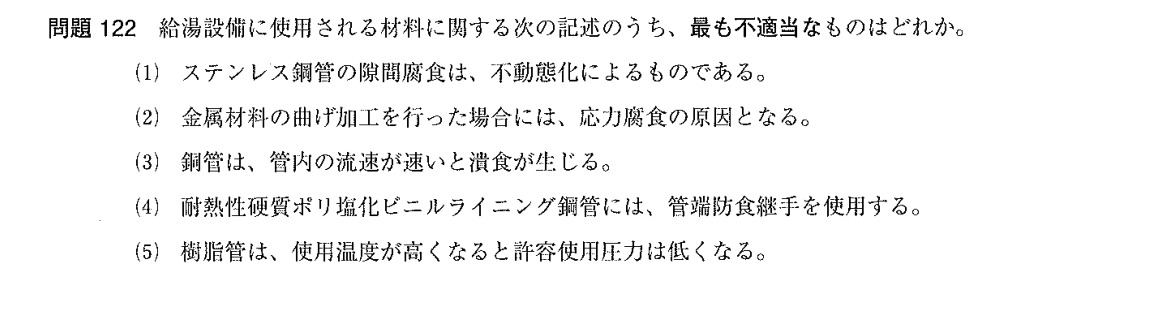 問題 122 給湯設備に使用される材料に関する次の記述のうち、最も不適当なものはどれか。
(1) ステンレス鋼管の隙間腐食は、不動態化によるものである。
(2) 金属材料の曲げ加工を行った場合には、応力腐食の原因となる。
(3) 銅管は、管内の流速が速いと潰食が生じる。
(4) 耐熱性硬質ポリ塩化ビニルライニング鋼管には、管端防食継手を使用する。
(5) 樹脂管は、使用温度が高くなると許容使用圧力は低くなる。